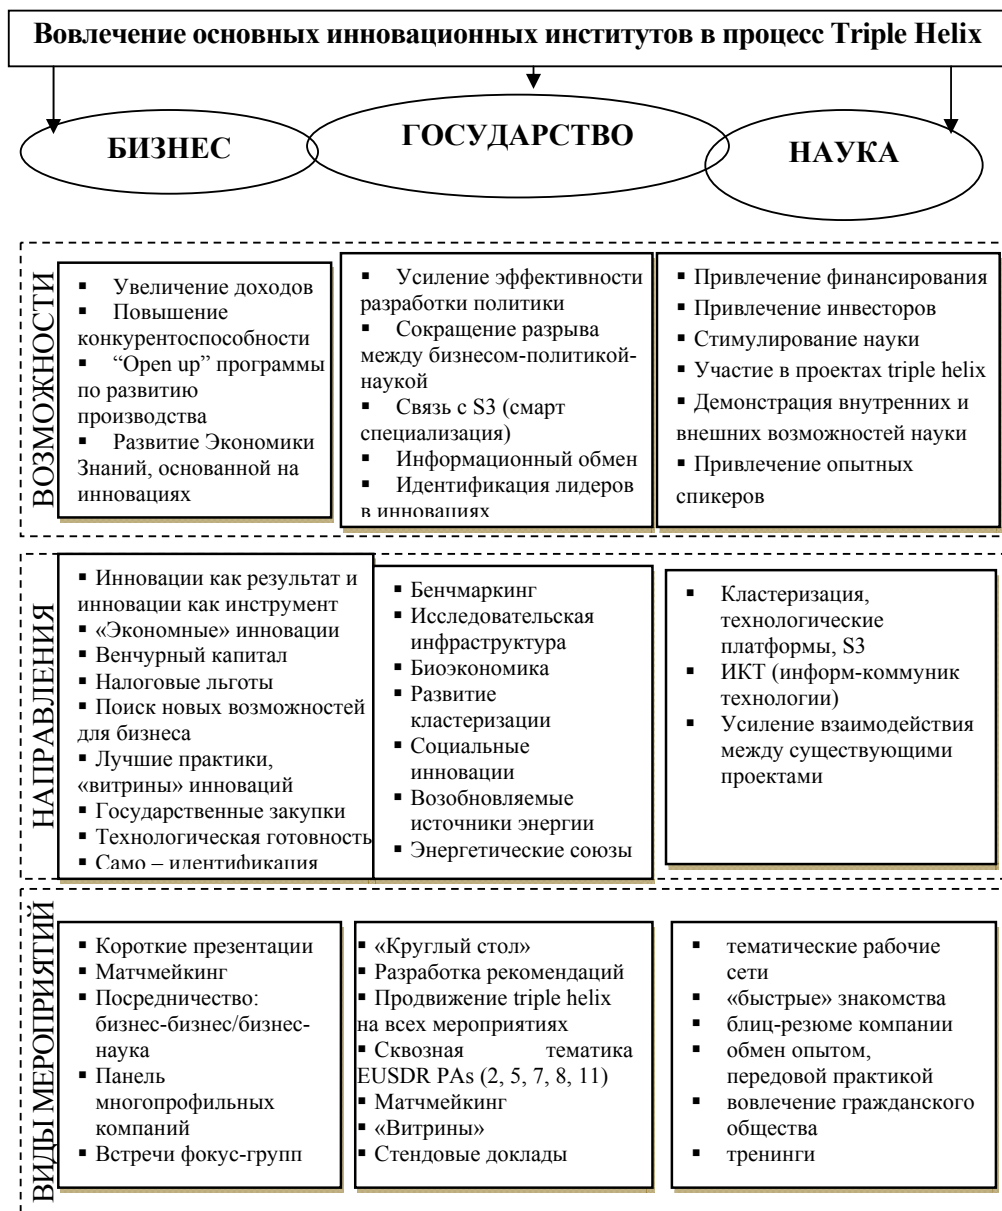 Вовлечение основных инновационных институтов в процесс Triple Helix
БИЗНЕС
ГОСУДАРСТВО
НАУКА
ВОЗМОЖНОСТИ
▪ Увеличение доходов
▪ Повышение
конкурентоспособности
▪ “Open up” программы
по развитию
производства
▪ Развитие Экономики
Знаний, основанной на
инновациях
▪ Усиление эффективности
разработки политики
▪ Сокращение разрыва
между бизнесом-политикой-
наукой
▪ Связь с S3 (смарт
специализация)
▪ Информационный обмен
▪ Идентификация лидеров
в инновациях
▪ Привлечение финансирования
▪ Привлечение инвесторов
▪ Стимулирование науки
▪ Участие в проектах triple helix
▪ Демонстрация внутренних и
внешних возможностей науки
▪ Привлечение опытных
спикеров
НАПРАВЛЕНИЯ
▪ Инновации как результат и
инновации как инструмент
▪ «Экономные» инновации
▪ Венчурный капитал
▪ Налоговые льготы
▪ Поиск новых возможностей
для бизнеса
▪ Лучшие практики,
«витрины» инноваций
▪ Государственные закупки
▪ Технологическая готовность
▪ Само – идентификация
▪ Бенчмаркинг
▪ Исследовательская
инфраструктура
▪ Биоэкономика
▪ Развитие
кластеризации
▪ Социальные
инновации
▪ Возобновляемые
источники энергии
▪ Энергетические союзы
▪ Кластеризация,
технологические
платформы, S3
▪ ИКТ (информ-коммуник
технологии)
▪ Усиление взаимодействия
между существующими
проектами
ВИДЫ МЕРОПРИЯТИЙ
▪ Короткие презентации
▪ Матчмейкинг
▪ Посредничество:
бизнес-бизнес/бизнес-
наука
▪ Панель
многопрофильных
компаний
▪ Встречи фокус-групп
▪ «Круглый стол»
▪ Разработка рекомендаций
▪ Продвижение triple helix
на всех мероприятиях
▪ Сквозная тематика
EUSDR PAs (2, 5, 7, 8, 11)
▪ Матчмейкинг
▪ «Витрины»
▪ Стендовые доклады
▪ тематические рабочие
сети
▪ «быстрые» знакомства
▪ блиц-резюме компании
▪ обмен опытом,
передовой практикой
▪ вовлечение гражданского
общества
▪ тренинги